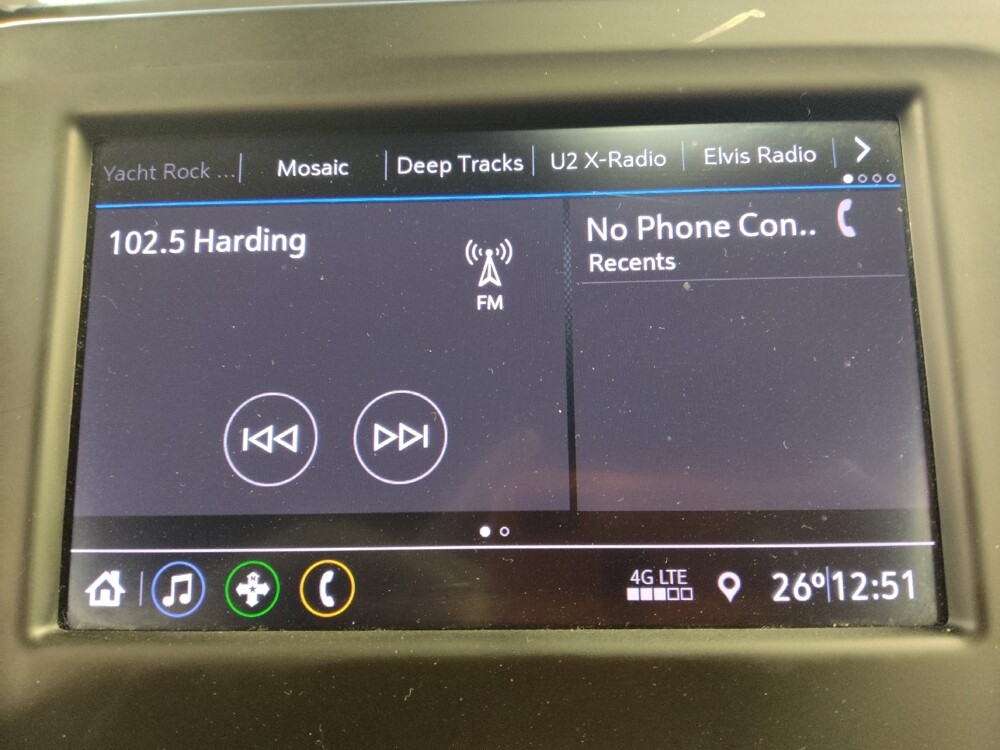 Yacht Rock ... Mosaic Deep Tracks U2 X-Radio Elvis Radio
102.5 Harding
FM
No Phone Con..
Recents
4G LTE
26°
12:51